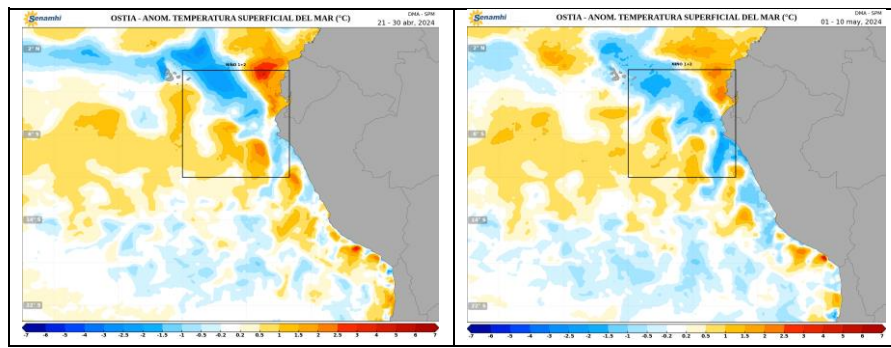 Senamhi
OSTIA - ANOM. TEMPERATURA SUPERFICIAL DEL MAR (°C)
DMA - SPM
21 - 30 abr, 2024
2° N
NIÑO 1+2
22° S
-7 -6 -5 -4 -3 -2.5 -2 -1.5 -1 -0.5 -0.2 0.2 0.5 1 1.5 2 2.5 3 4 5 6 7
Senamhi
OSTIA - ANOM. TEMPERATURA SUPERFICIAL DEL MAR (°C)
DMA - SPM
01 - 10 may, 2024
2° N
NIÑO 1+2
22° S
-7 -6 -5 -4 -3 -2.5 -2 -1.5 -1 -0.5 -0.2 0.2 0.5 1 1.5 2 2.5 3 4 5 6 7